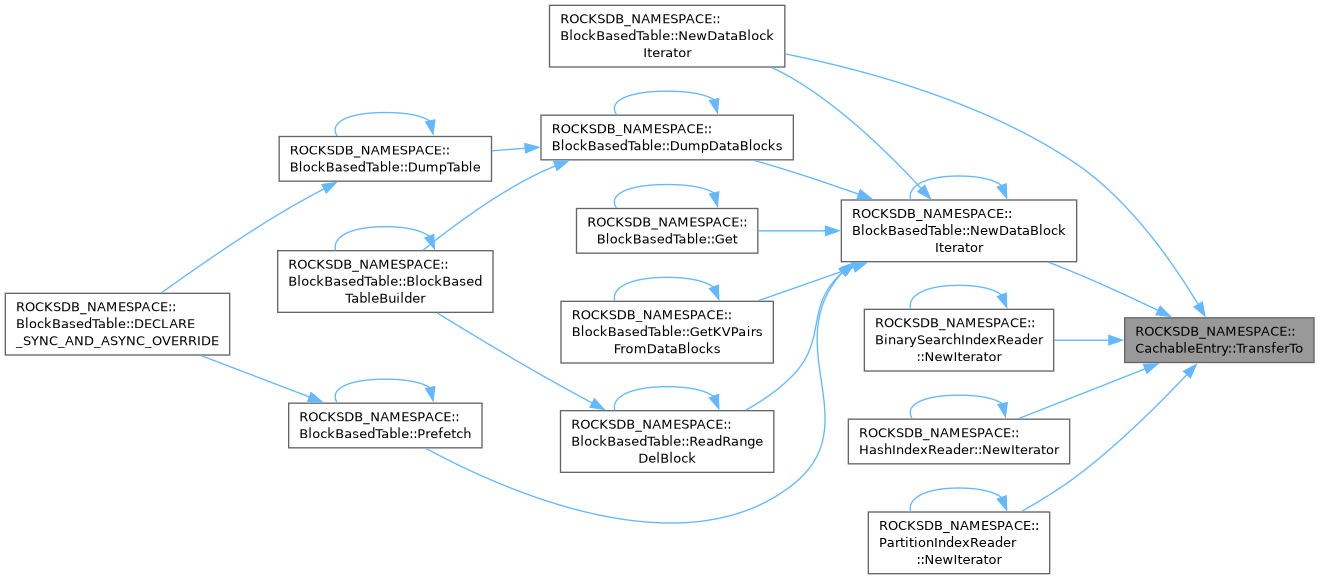 ROCKSDB_NAMESPACE::
BlockBasedTable::NewDataBlock
Iterator
ROCKSDB_NAMESPACE::
BlockBasedTable::DumpDataBlocks
ROCKSDB_NAMESPACE::
BlockBasedTable::DumpTable
ROCKSDB_NAMESPACE::
BlockBasedTable::Get
ROCKSDB_NAMESPACE::
BlockBasedTable::NewDataBlock
Iterator
ROCKSDB_NAMESPACE::
BlockBasedTable::BlockBased
TableBuilder
ROCKSDB_NAMESPACE::
BlockBasedTable::DECLARE
_SYNC_AND_ASYNC_OVERRIDE
ROCKSDB_NAMESPACE::
BlockBasedTable::GetKVPairs
FromDataBlocks
ROCKSDB_NAMESPACE::
BinarySearchIndexReader
::NewIterator
ROCKSDB_NAMESPACE::
CachableEntry::TransferTo
ROCKSDB_NAMESPACE::
BlockBasedTable::Prefetch
ROCKSDB_NAMESPACE::
BlockBasedTable::ReadRange
DelBlock
ROCKSDB_NAMESPACE::
HashIndexReader::NewIterator
ROCKSDB_NAMESPACE::
PartitionIndexReader
::NewIterator